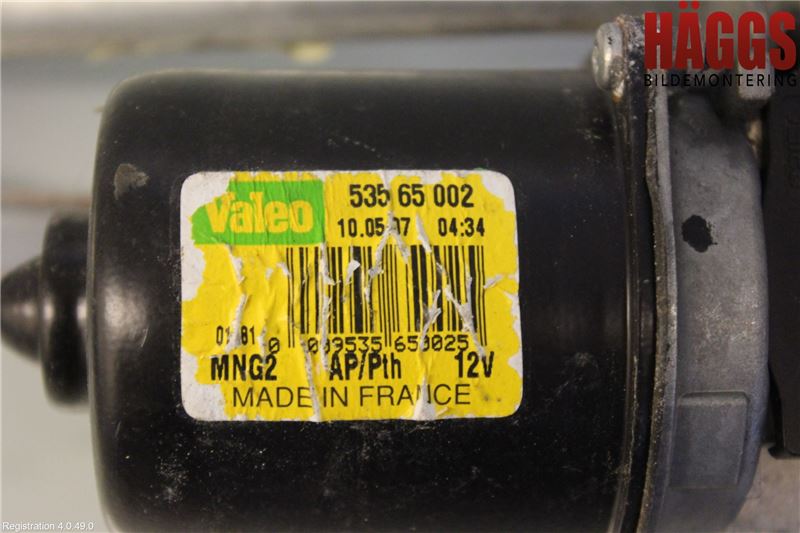 HÄGGS
BILDEMONTERING
Valeo
535 65 002
10.05.07 04:34
MNG2 AP/Pth 12V
MADE IN FRANCE
Registration 4.0.49.0